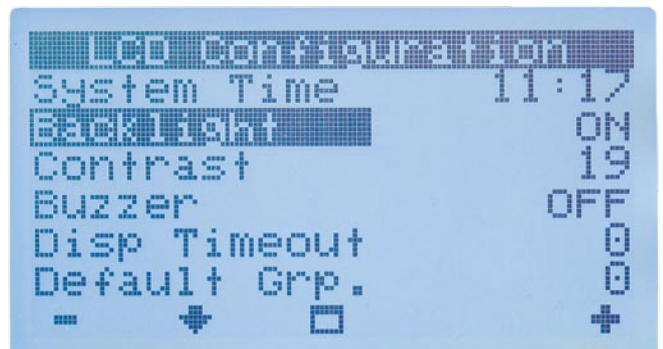 LCD Configuration
System Time 11:17
Backlight ON
Contrast 19
Buzzer OFF
Disp Timeout 0
Default Grp. 0
- +